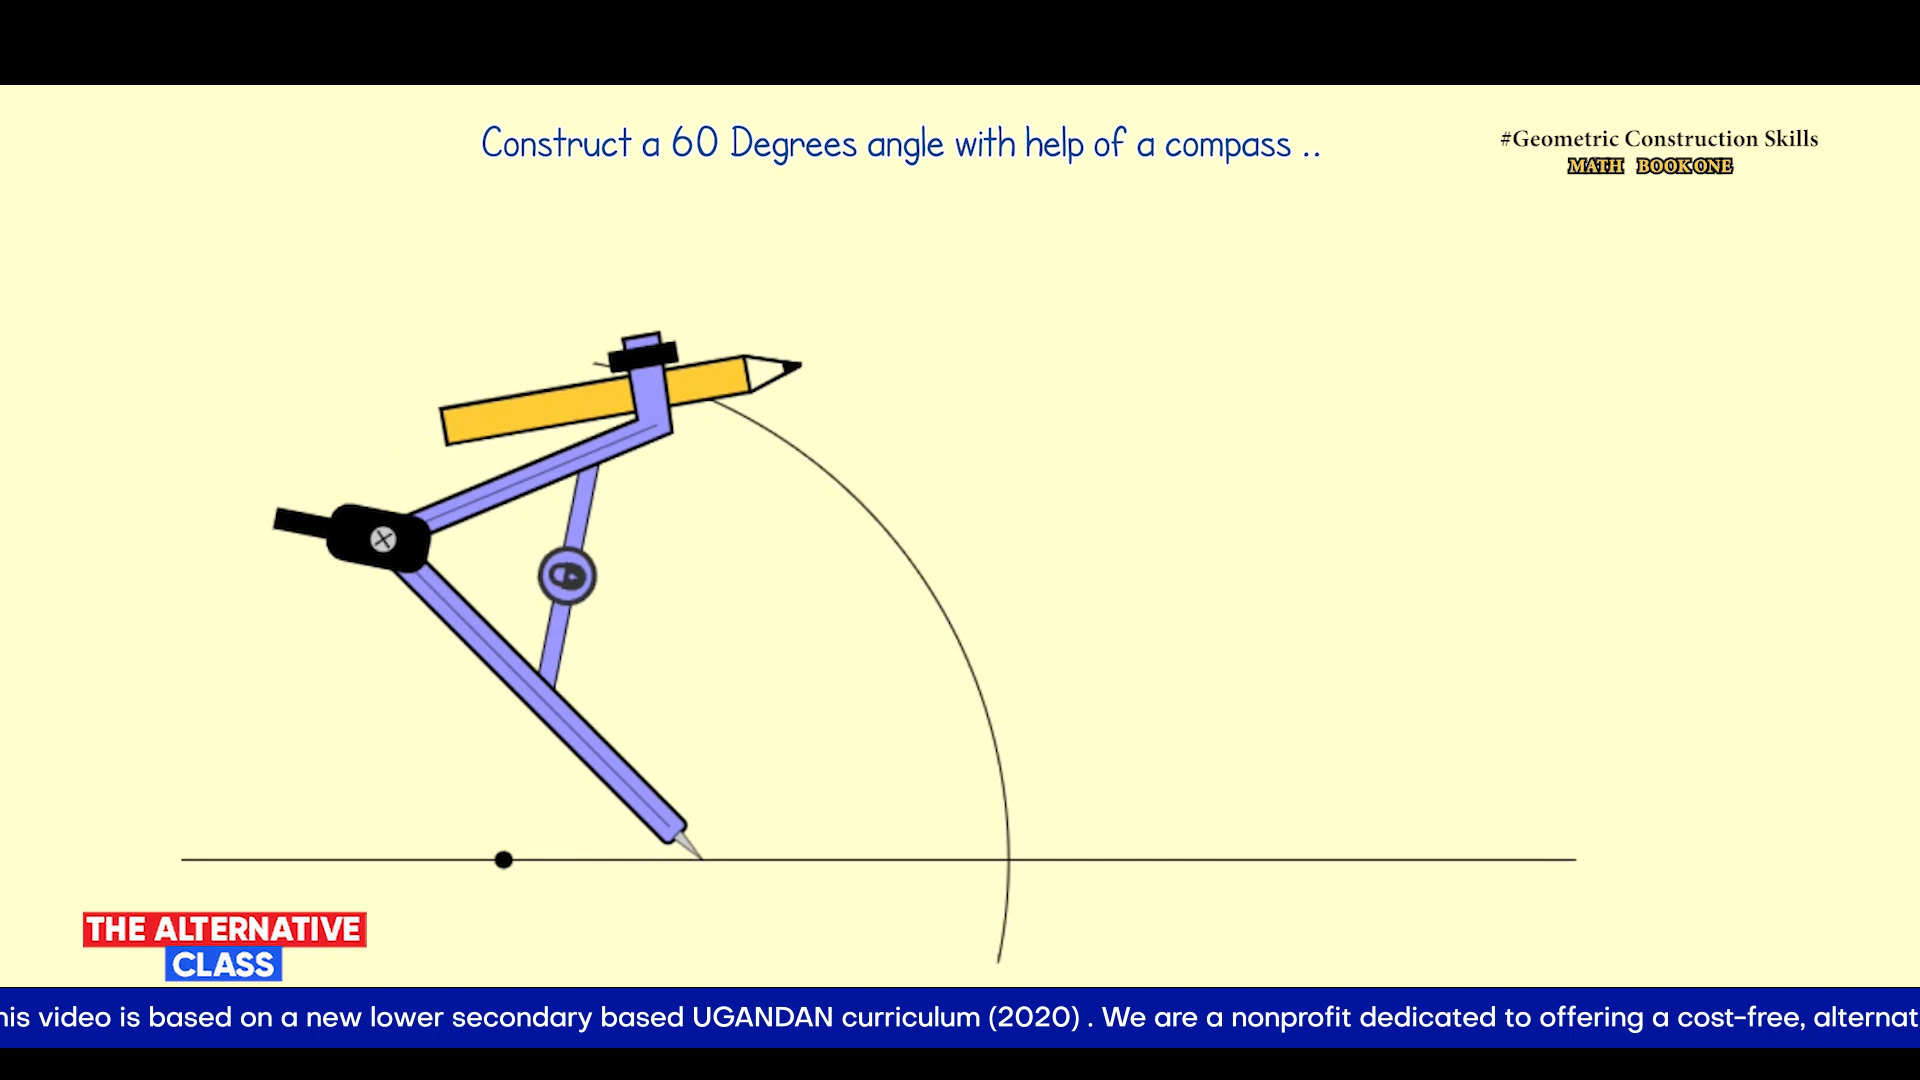 Construct a 60 Degrees angle with help of a compass ..
#Geometric Construction Skills
MATH BOOK ONE
THE ALTERNATIVE
CLASS
his video is based on a new lower secondary based UGANDAN curriculum (2020) . We are a nonprofit dedicated to offering a cost-free, alternat